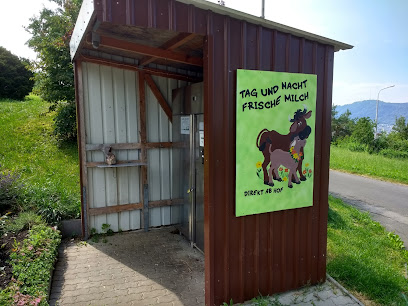 TAG UND NACHT
FRISCHE MILCH
DIREKT AB HOF